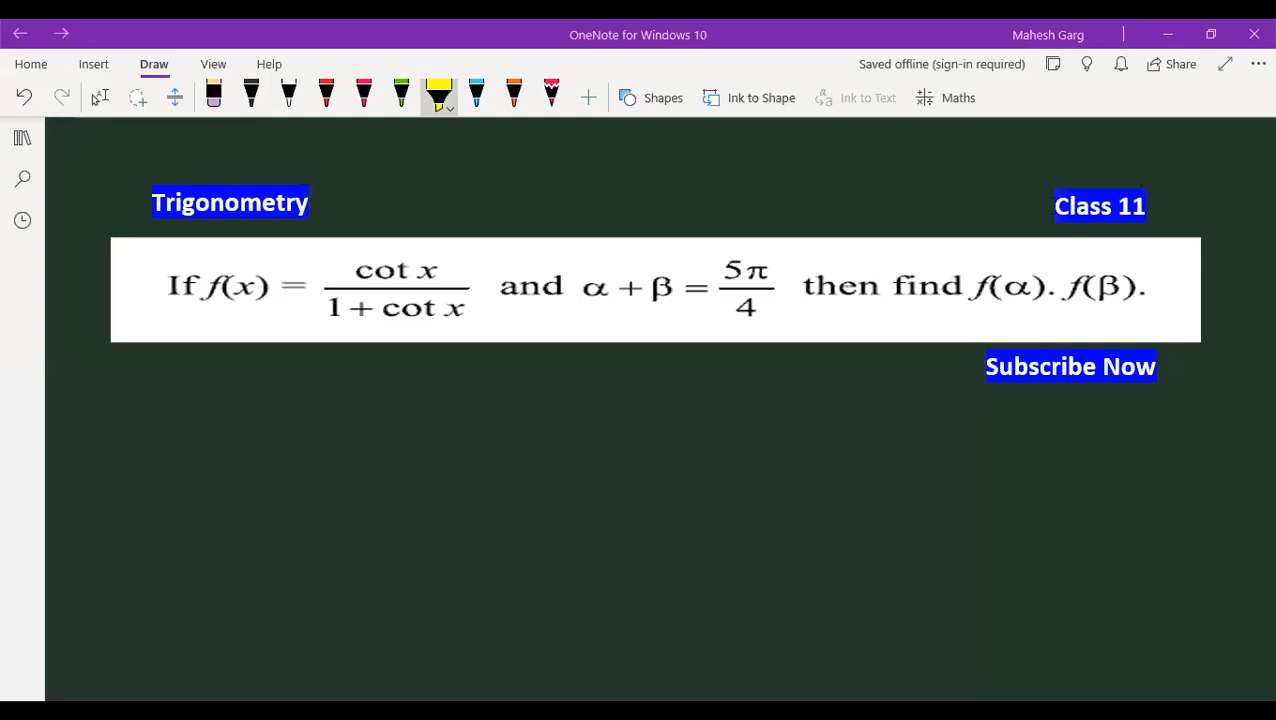 OneNote for Windows 10
Mahesh Garg
Home Insert Draw View Help
Saved offline (sign-in required)
Share
Shapes
Ink to Shape
Ink to Text
Maths
Trigonometry
Class 11
If f(x) = cot x / 1 + cot x and α + β = 5π / 4 then find f(α). f(β).
Subscribe Now